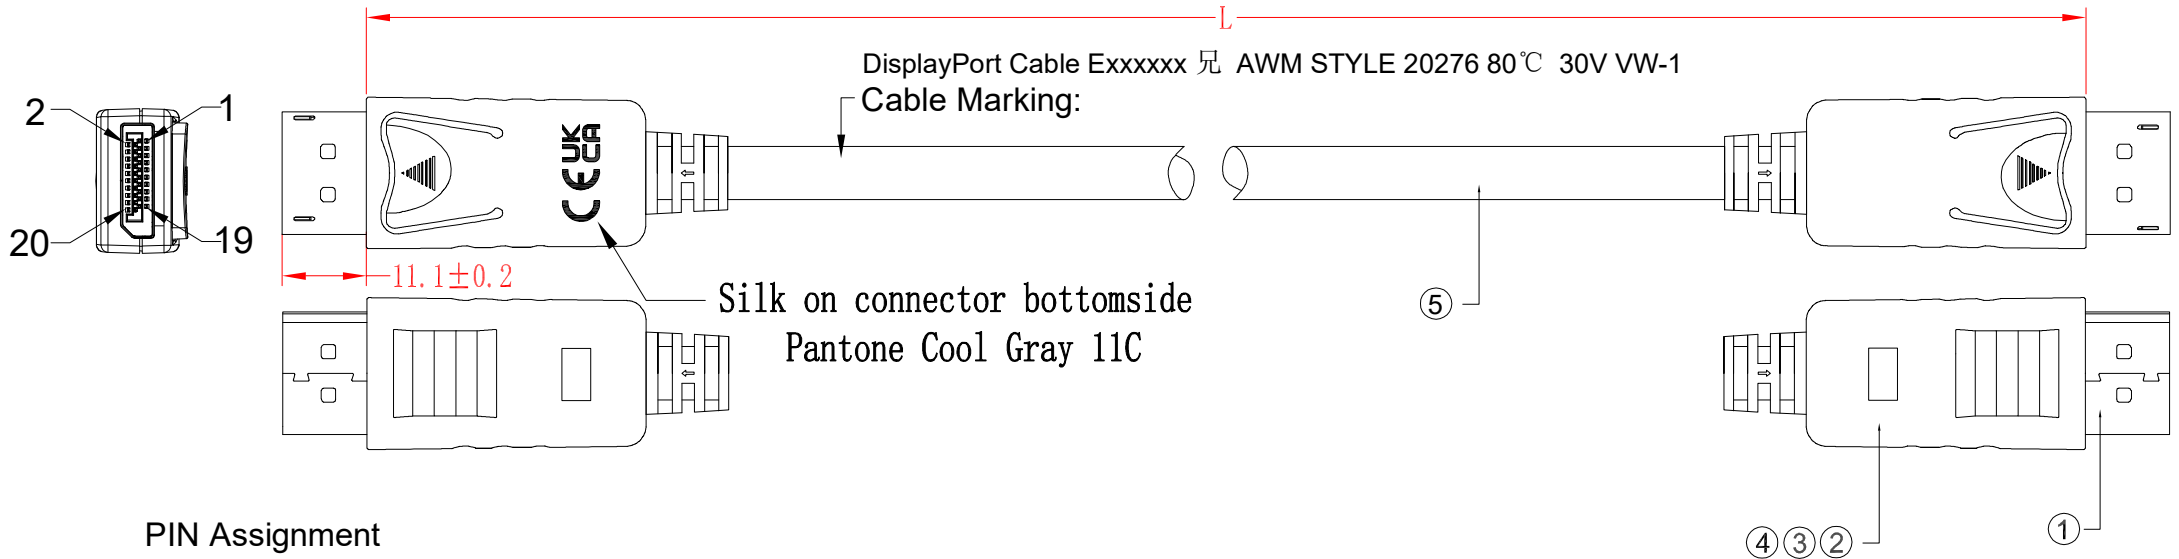 L
DisplayPort Cable Exxxxxx 兄 AWM STYLE 20276 80℃ 30V VW-1
Cable Marking:
2
1
20
19
CE UK CA
11.1±0.2
Silk on connector bottomside
Pantone Cool Gray 11C
⑤
④③②
①
PIN Assignment